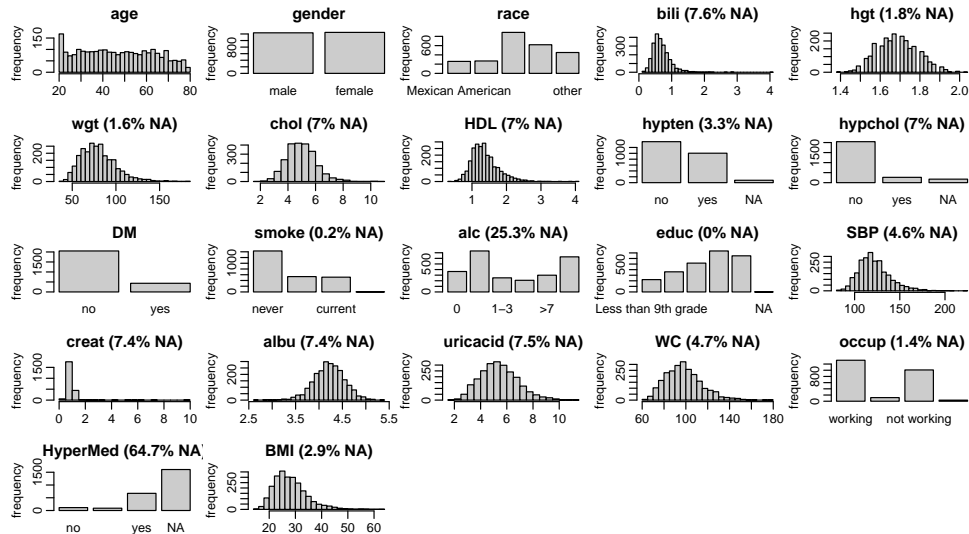 age
frequency
0 150
20 40 60 80
gender
frequency
0 800
male female
race
frequency
0 600
Mexican American other
bili (7.6% NA)
frequency
0 300
0 1 2 3 4
hgt (1.8% NA)
frequency
0 200
1.4 1.6 1.8 2.0
wgt (1.6% NA)
frequency
0 200
50 100 150
chol (7% NA)
frequency
0 300
2 4 6 8 10
HDL (7% NA)
frequency
0 200
1 2 3 4
hypten (3.3% NA)
frequency
0 1000
no yes NA
hypchol (7% NA)
frequency
0 1500
no yes NA
DM
frequency
0 1500
no yes
smoke (0.2% NA)
frequency
0 1000
never current
alc (25.3% NA)
frequency
0 500
0 1−3 >7
educ (0% NA)
frequency
0 500
Less than 9th grade NA
SBP (4.6% NA)
frequency
0 250
100 150 200
creat (7.4% NA)
frequency
0 1500
0 2 4 6 8 10
albu (7.4% NA)
frequency
0 200
2.5 3.5 4.5 5.5
uricacid (7.5% NA)
frequency
0 250
2 4 6 8 10
WC (4.7% NA)
frequency
0 250
60 100 140 180
occup (1.4% NA)
frequency
0 800
working not working
HyperMed (64.7% NA)
frequency
0 1500
no yes NA
BMI (2.9% NA)
frequency
0 250
20 30 40 50 60